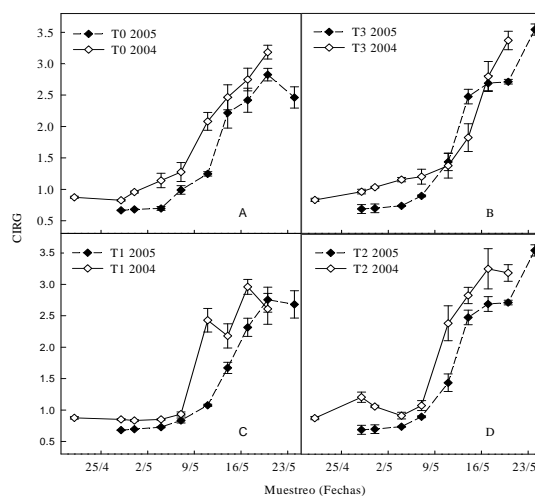 T0 2005
T0 2004
T3 2005
T3 2004
3.5
3.0
2.5
2.0
1.5
1.0
0.5
A
B
CIRG
T1 2005
T1 2004
T2 2005
T2 2004
3.5
3.0
2.5
2.0
1.5
1.0
0.5
C
D
25/4 2/5 9/5 16/5 23/5 25/4 2/5 9/5 16/5 23/5
Muestreo (Fechas)